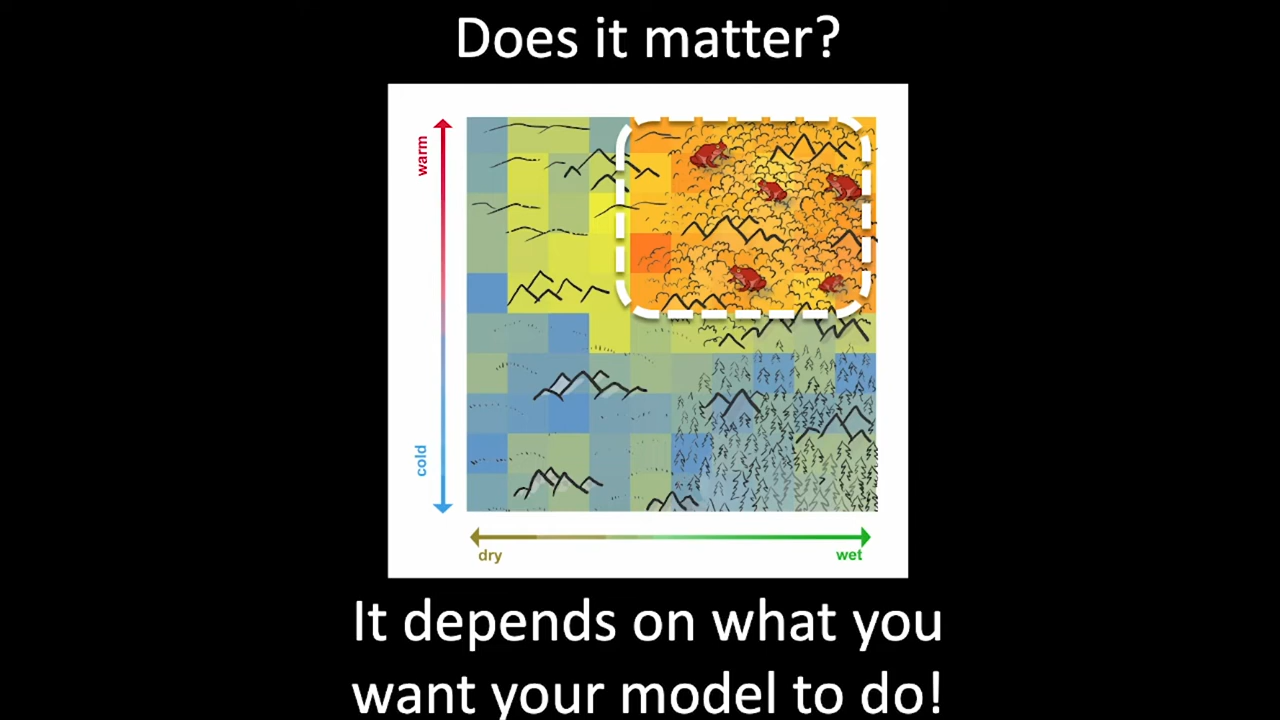 Does it matter?
warm
cold
dry
wet
It depends on what you
want your model to do!